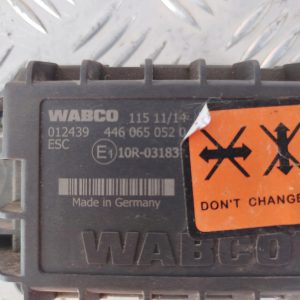 WABCO 115 11/14
012439 446 065 052 0
ESC
E1 10R-03183
Made in Germany
DON'T CHANGE
WABCO